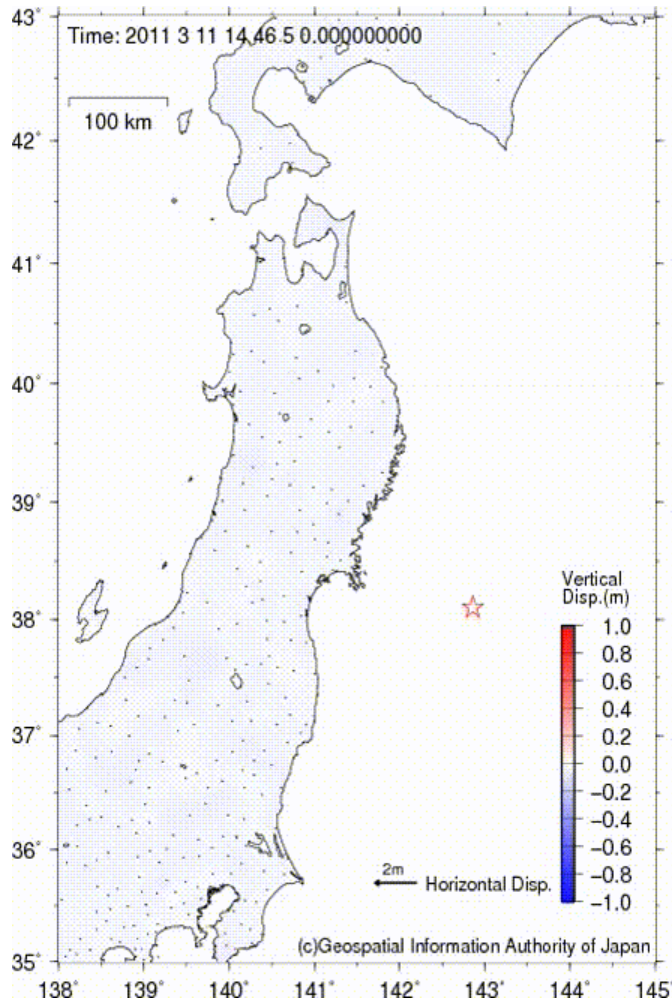 43°
Time: 2011 3 11 14 46 5 0.000000000
100 km
42°
41°
40°
39°
Vertical
Disp.(m)
38°
1.0
0.8
0.6
0.4
37°
0.2
0.0
−0.2
−0.4
36°
−0.6
2m
Horizontal Disp.
−0.8
−1.0
(c)Geospatial Information Authority of Japan
35°
138° 139° 140° 141° 142° 143° 144° 145°